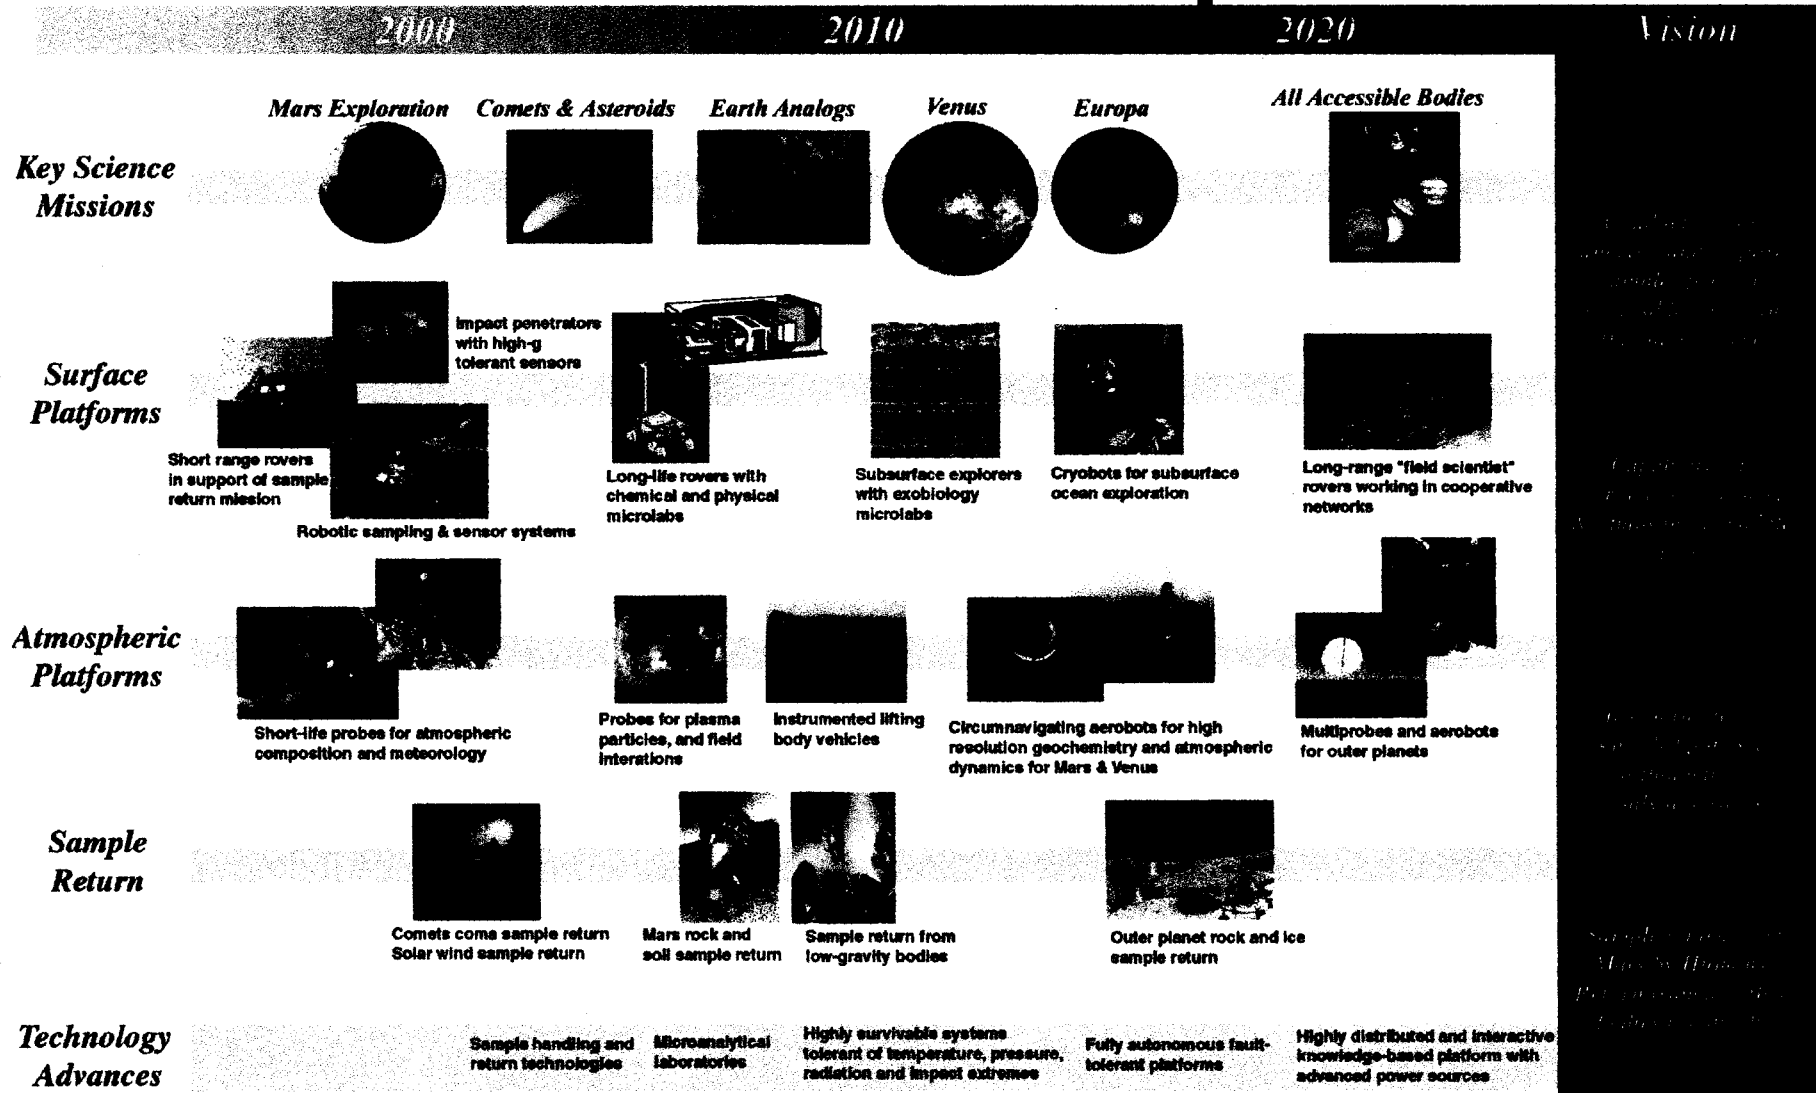 2000
2010
2020
Vision
Mars Exploration
Comets & Asteroids
Earth Analogs
Venus
Europa
All Accessible Bodies
Key Science
Missions
Surface
Platforms
Impact penetrators
with high-g
tolerant sensors
Short range rovers
in support of sample
return mission
Robotic sampling & sensor systems
Long-life rovers with
chemical and physical
microlabs
Subsurface explorers
with exobiology
microlabs
Cryobots for subsurface
ocean exploration
Long-range "field scientist"
rovers working in cooperative
networks
Atmospheric
Platforms
Short-life probes for atmospheric
composition and meteorology
Probes for plasma
particles, and field
interations
Instrumented lifting
body vehicles
Circumnavigating aerobots for high
resolution geochemistry and atmospheric
dynamics for Mars & Venus
Multiprobes and aerobots
for outer planets
Sample
Return
Comets coma sample return
Solar wind sample return
Mars rock and
soil sample return
Sample return from
low-gravity bodies
Outer planet rock and ice
sample return
Technology
Advances
Sample handling and
return technologies
Microanalytical
laboratories
Highly survivable systems
tolerant of temperature, pressure,
radiation and impact extremes
Fully autonomous fault-
tolerant platforms
Highly distributed and interactive
knowledge-based platform with
advanced power sources